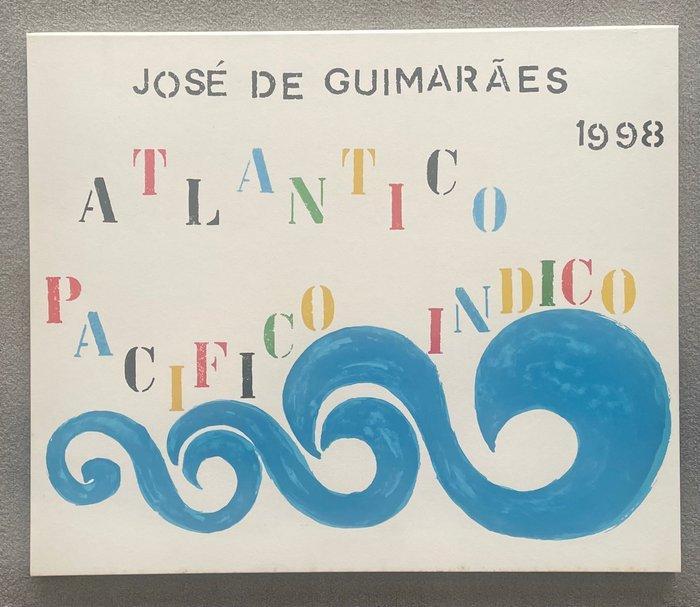 JOSÉ DE GUIMARÃES
1998
ATLANTICO
PACIFICO INDICO